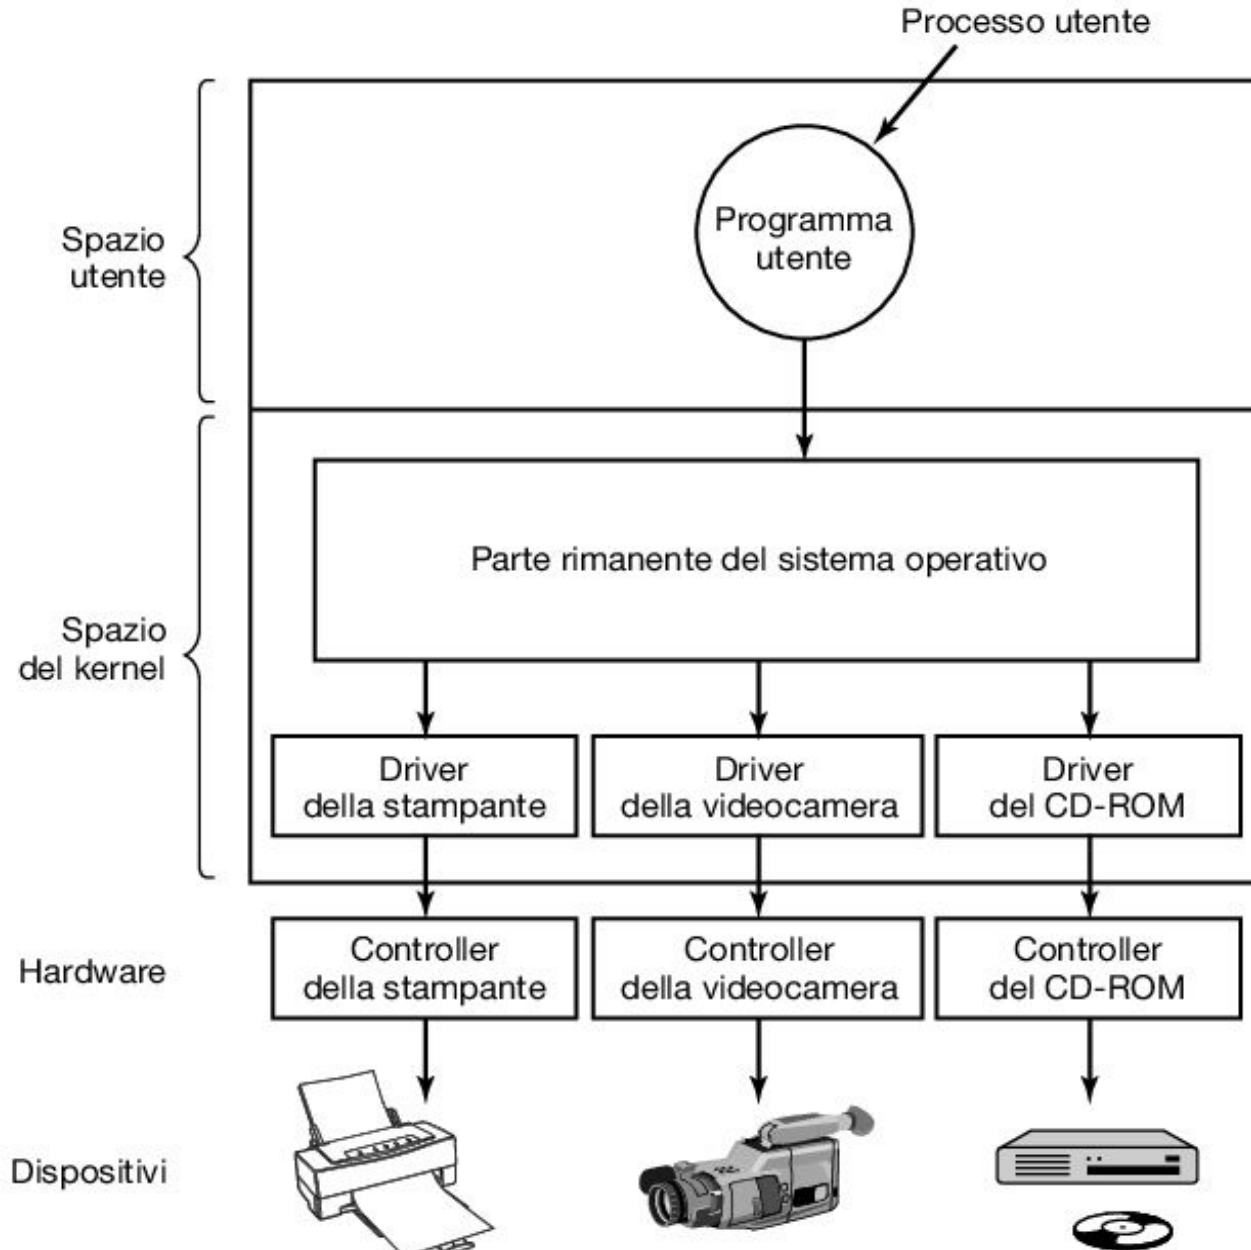 Processo utente
Programma
utente
Spazio
utente
Parte rimanente del sistema operativo
Spazio
del kernel
Driver
della stampante
Driver
della videocamera
Driver
del CD-ROM
Hardware
Controller
della stampante
Controller
della videocamera
Controller
del CD-ROM
Dispositivi